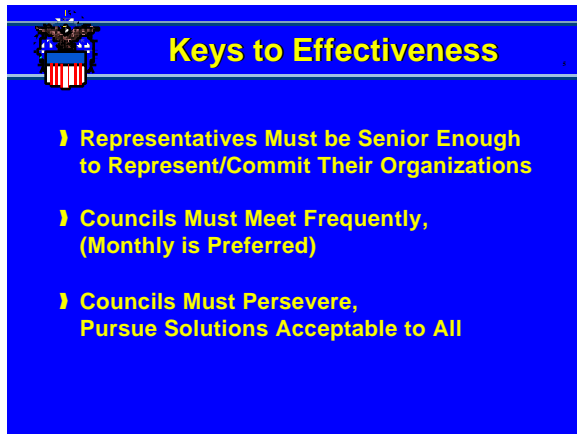 Keys to Effectiveness
Representatives Must be Senior Enough
to Represent/Commit Their Organizations
Councils Must Meet Frequently,
(Monthly is Preferred)
Councils Must Persevere,
Pursue Solutions Acceptable to All